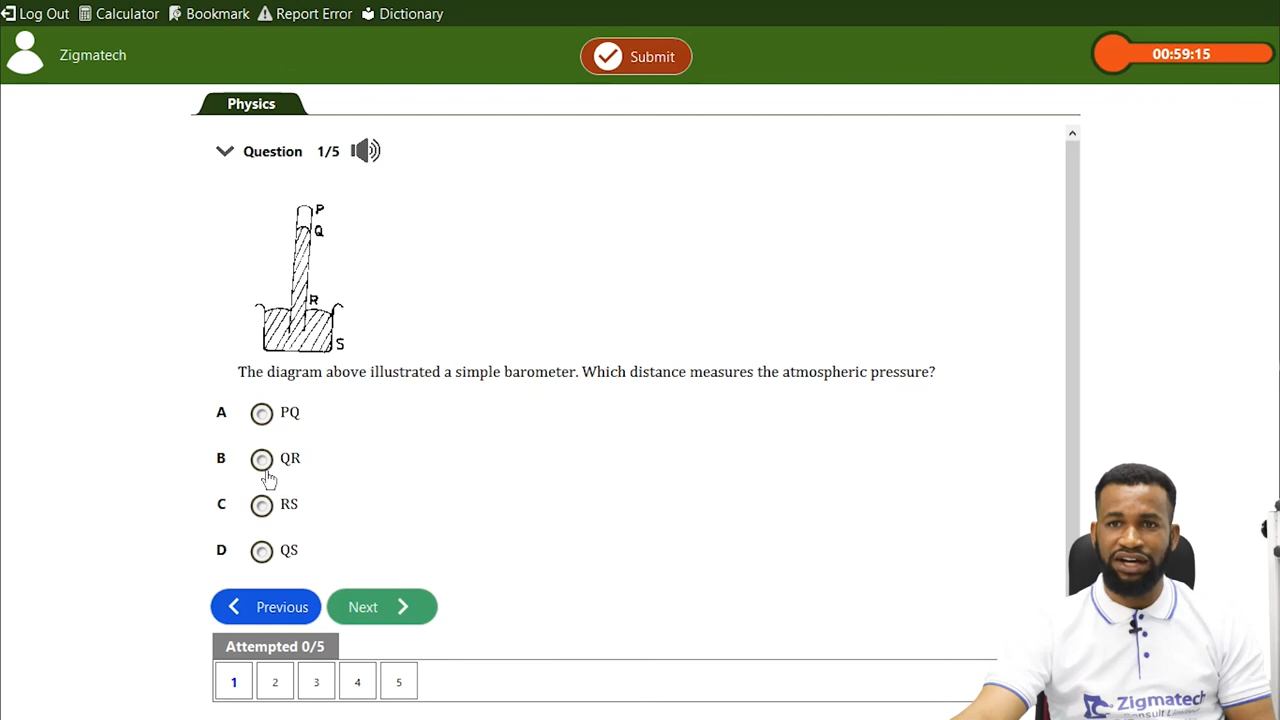 Log Out Calculator Bookmark Report Error Dictionary
Zigmatech Submit 00:59:15
Physics
Question 1/5
P
Q
R
S
The diagram above illustrated a simple barometer. Which distance measures the atmospheric pressure?
A PQ
B QR
C RS
D QS
Previous Next
Attempted 0/5
1 2 3 4 5
Zigmatech
Consult Limited